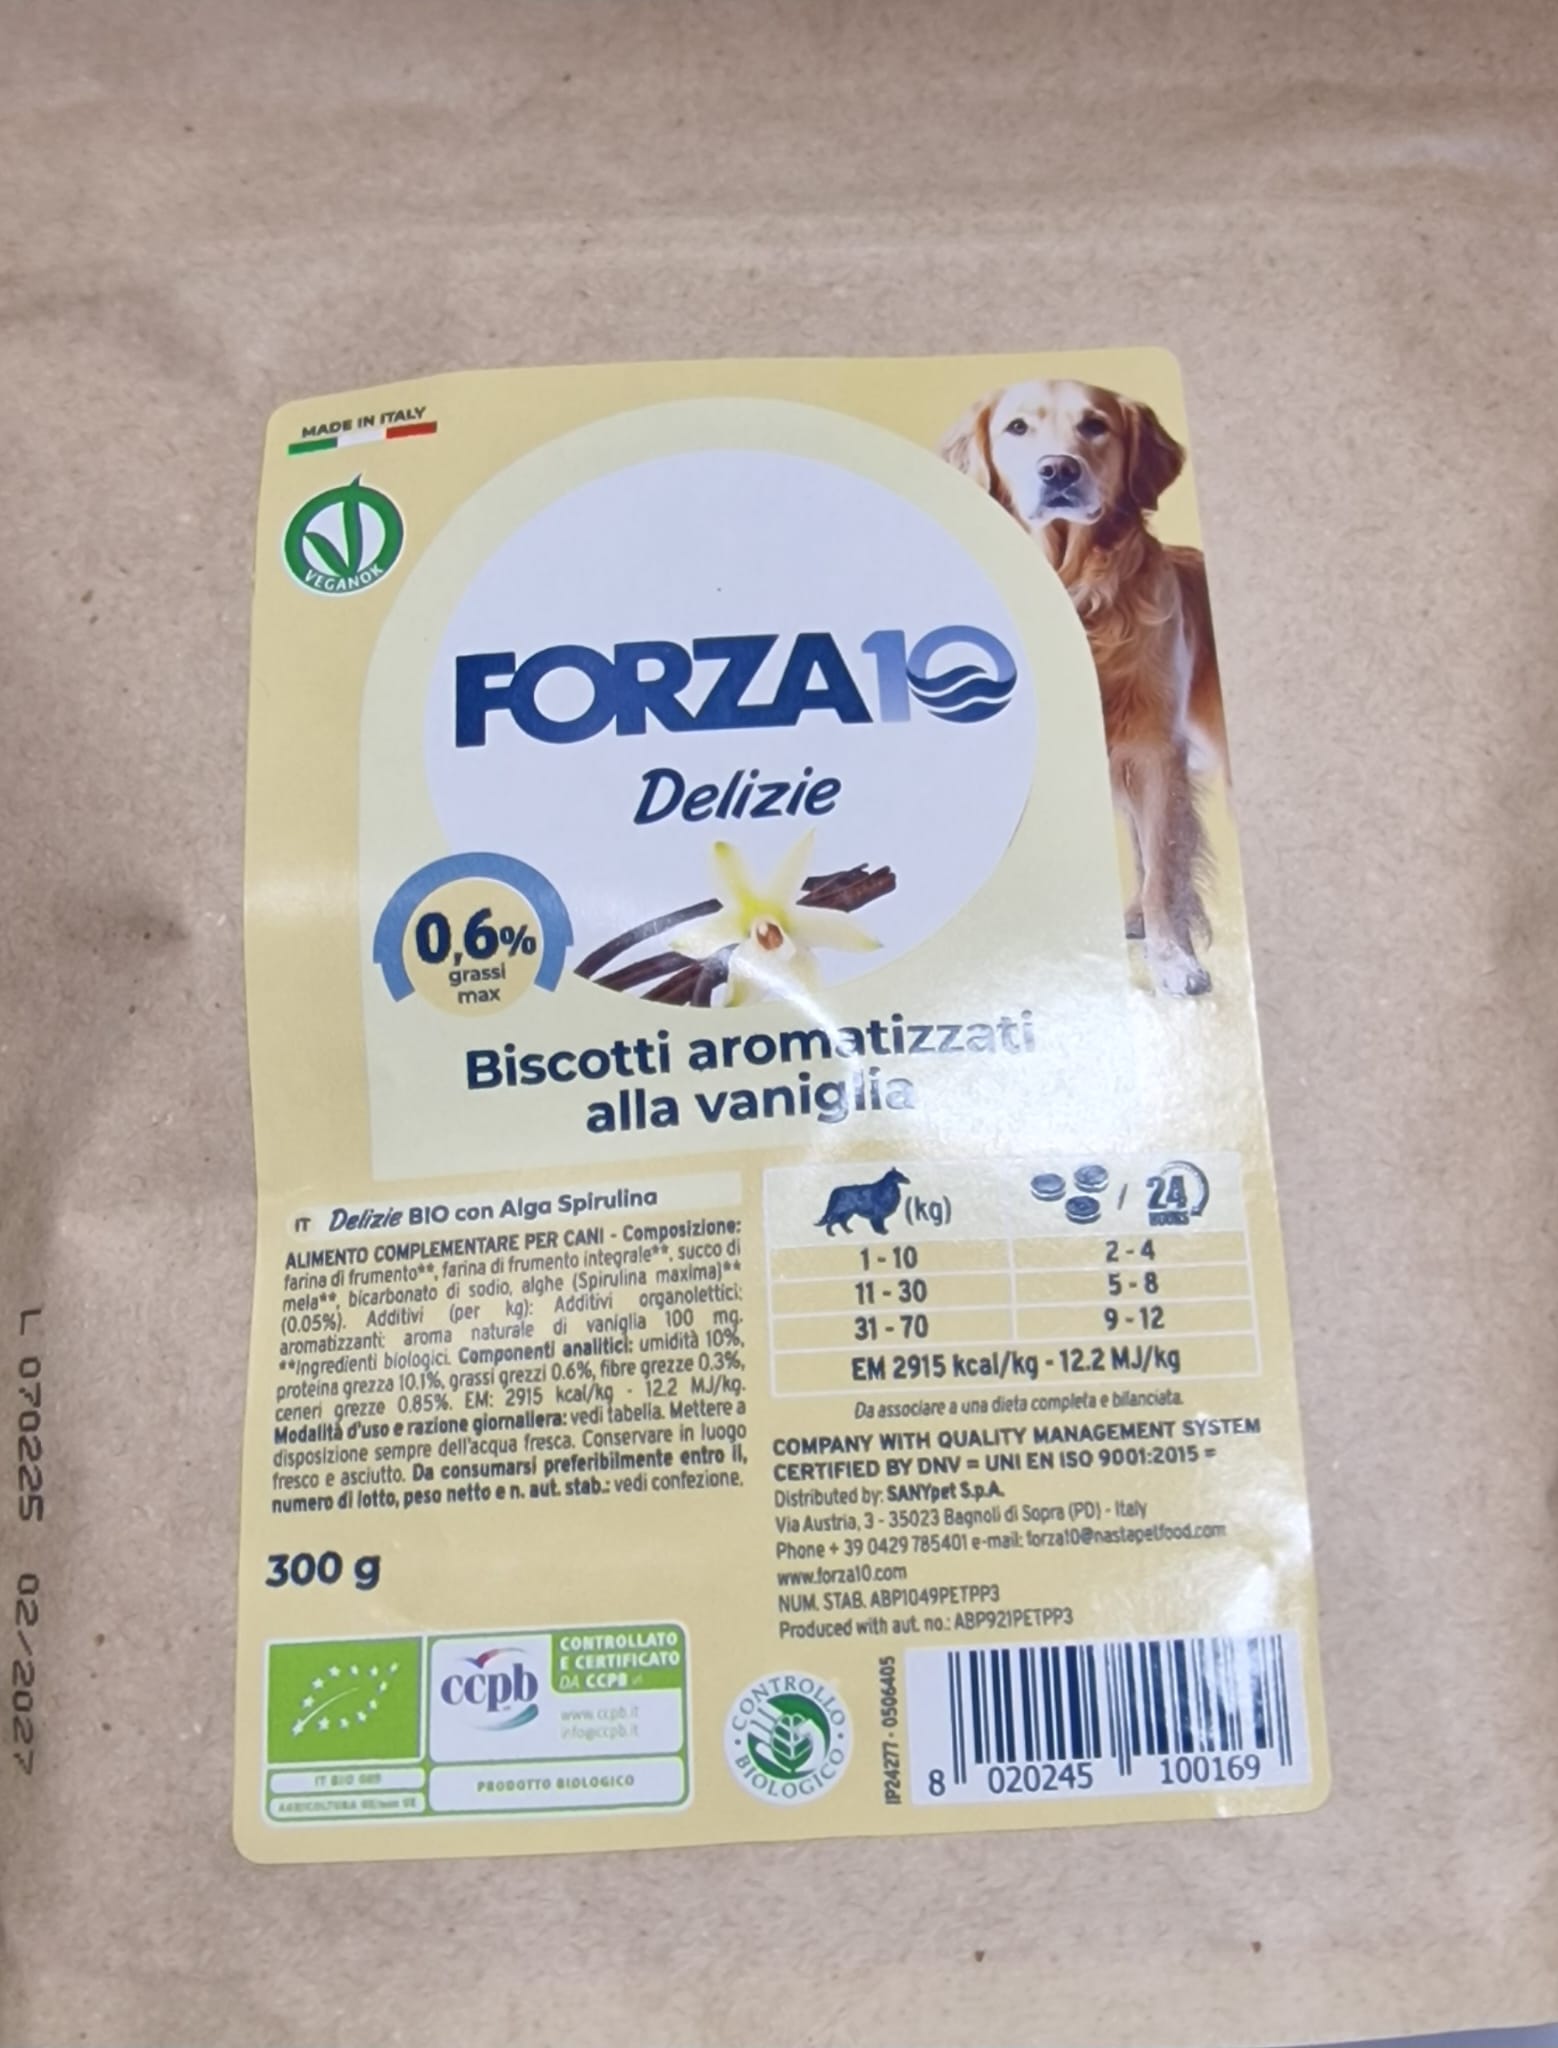 MADE IN ITALY
VEGANOK
FORZA10
Delizie
0,6%
grassi
max
Biscotti aromatizzati
alla vaniglia
IT Delizie BIO con Alga Spirulina
ALIMENTO COMPLEMENTARE PER CANI - Composizione:
farina di frumento**, farina di frumento integrale**, succo di
mela**, bicarbonato di sodio, alghe (Spirulina maxima)**
(0.05%). Additivi (per kg): Additivi organolettici:
aromatizzanti: aroma naturale di vaniglia 100 mg.
**Ingredienti biologici. Componenti analitici: umidità 10%,
proteina grezza 10.1%, grassi grezzi 0.6%, fibre grezze 0.3%,
ceneri grezze 0.85%. EM: 2915 kcal/kg - 12.2 MJ/kg.
Modalità d'uso e razione giornaliera: vedi tabella. Mettere a
disposizione sempre dell'acqua fresca. Conservare in luogo
fresco e asciutto. Da consumarsi preferibilmente entro il,
numero di lotto, peso netto e n. aut. stab.: vedi confezione.
300 g
(kg) / 24 HOURS
1 - 10 2 - 4
11 - 30 5 - 8
31 - 70 9 - 12
EM 2915 kcal/kg - 12.2 MJ/kg
Da associare a una dieta completa e bilanciata.
COMPANY WITH QUALITY MANAGEMENT SYSTEM
CERTIFIED BY DNV = UNI EN ISO 9001:2015 =
Distributed by: SANYpet S.p.A.
Via Austria, 3 - 35023 Bagnoli di Sopra (PD) - Italy
Phone + 39 0429 785401 e-mail: forza10@nastapetfood.com
www.forza10.com
NUM. STAB. ABP1049PETPP3
Produced with aut. no.: ABP921PETPP3
ccpb
CONTROLLATO
E CERTIFICATO
DA CCPB
www.ccpb.it
info@ccpb.it
IT BIO 009
AGRICOLTURA UE/non UE
PRODOTTO BIOLOGICO
CONTROLLO BIOLOGICO
IP24277 - 0506405
8 020245 100169
L 070225 02/2027